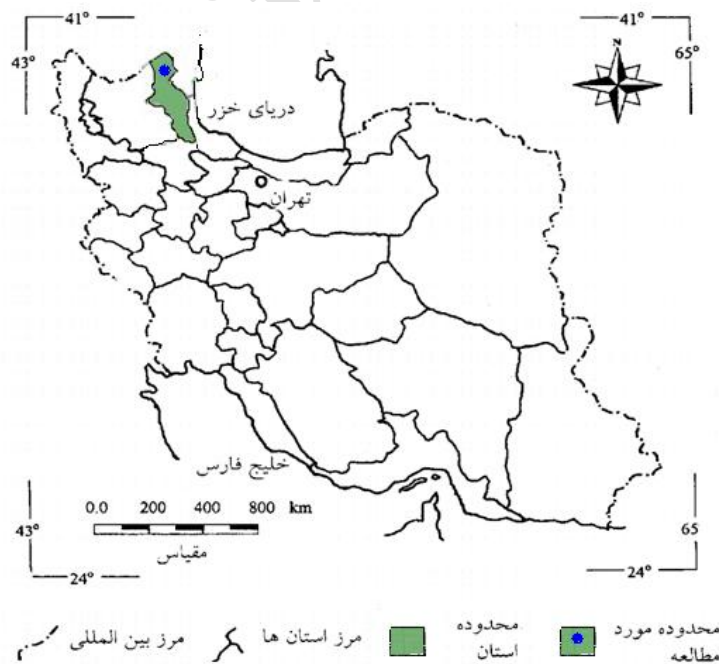 41°
41°
43°
65°
N
دریای خزر
تهران
خلیج فارس
0.0 200 400 600 800 km
مقیاس
43°
65
24°
24°
محدوده مورد مطالعه
محدوده استان
مرز استان ها
مرز بین المللی